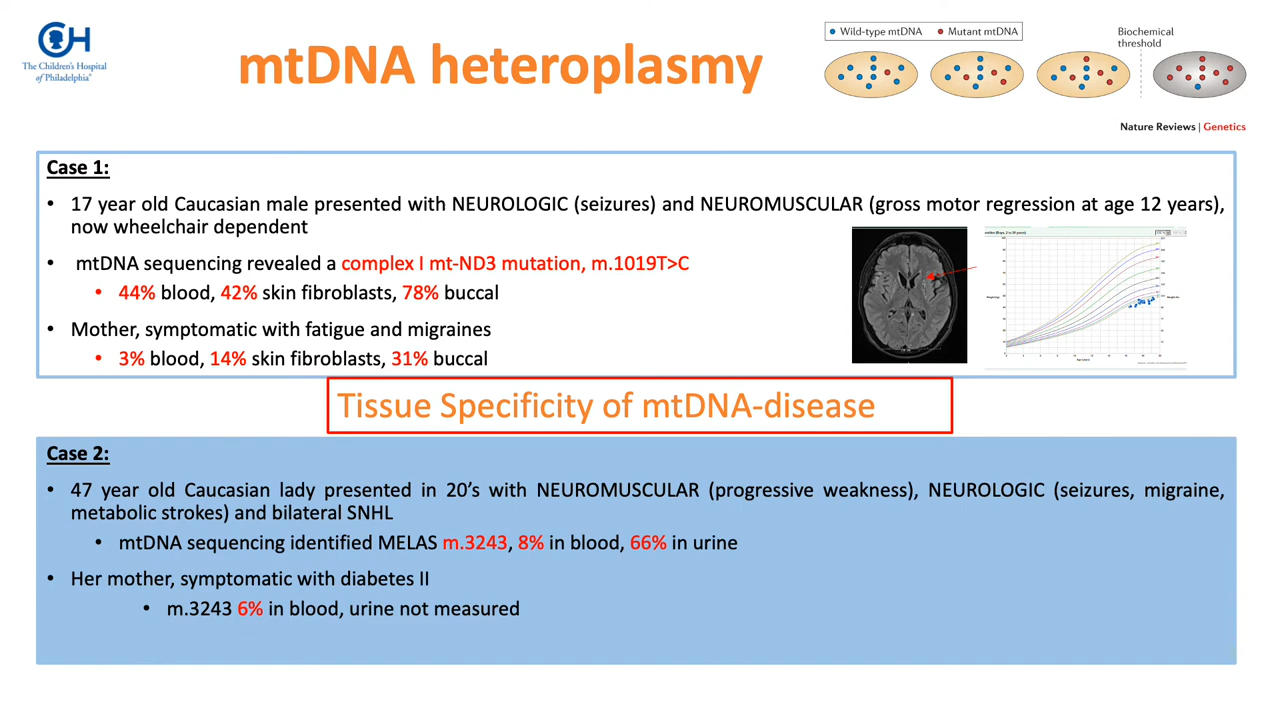 CH
The Children's Hospital
of Philadelphia®
mtDNA heteroplasmy
Wild-type mtDNA
Mutant mtDNA
Biochemical
threshold
Nature Reviews | Genetics
Case 1:
• 17 year old Caucasian male presented with NEUROLOGIC (seizures) and NEUROMUSCULAR (gross motor regression at age 12 years),
now wheelchair dependent
• mtDNA sequencing revealed a complex I mt-ND3 mutation, m.1019T>C
• 44% blood, 42% skin fibroblasts, 78% buccal
• Mother, symptomatic with fatigue and migraines
• 3% blood, 14% skin fibroblasts, 31% buccal
Tissue Specificity of mtDNA-disease
Case 2:
• 47 year old Caucasian lady presented in 20's with NEUROMUSCULAR (progressive weakness), NEUROLOGIC (seizures, migraine,
metabolic strokes) and bilateral SNHL
• mtDNA sequencing identified MELAS m.3243, 8% in blood, 66% in urine
• Her mother, symptomatic with diabetes II
• m.3243 6% in blood, urine not measured